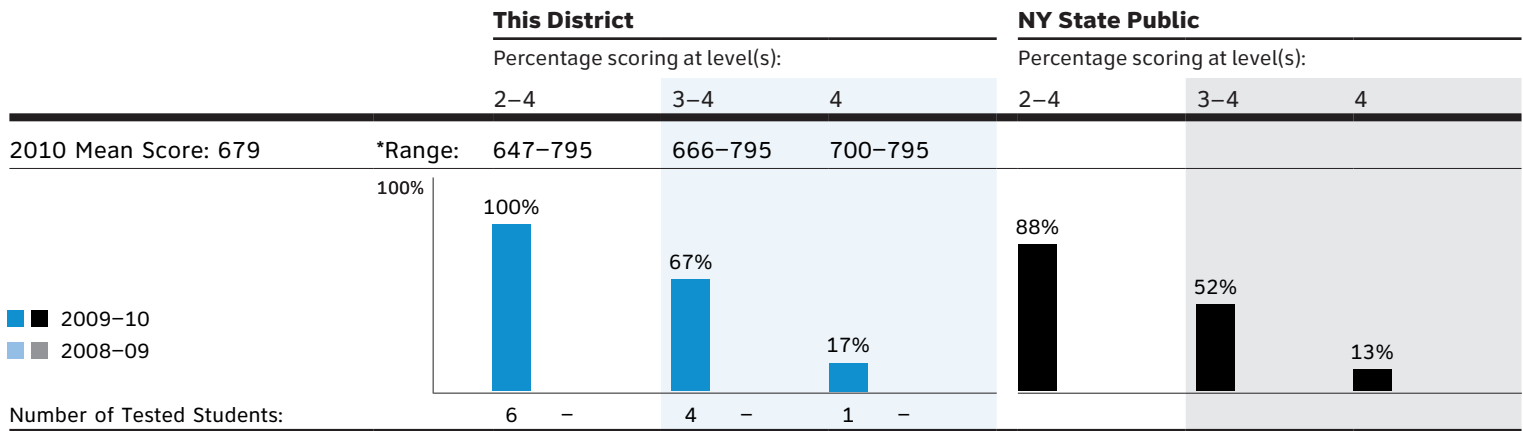 This District NY State Public
Percentage scoring at level(s): Percentage scoring at level(s):
2–4 3–4 4 2–4 3–4 4
2010 Mean Score: 679 *Range: 647–795 666–795 700–795
100%
100%
88%
67%
52%
17%
13%
2009–10
2008–09
Number of Tested Students: 6 – 4 – 1 –